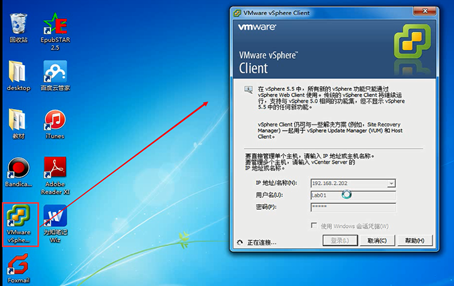 回收站
EpubSTAR
2.5
desktop
百度云管家
教材
iTunes
Bandica...
Adobe
Reader XI
VMware
vSphe...
Wiz
Foxmail
VMware vSphere Client
vmware
VMware vSphere™
Client
在 vSphere 5.5 中，所有新的 vSphere 功能只能通过
vSphere Web Client 使用。传统的 vSphere Client 将继续运
行，支持与 vSphere 5.0 相同的功能集，但不显示 vSphere
5.5 中的任何新功能。
vSphere Client 仍可与一些解决方案 (例如，Site Recovery
Manager) 一起用于 vSphere Update Manager (VUM) 和 Host
Client。
要直接管理单个主机，请输入 IP 地址或主机名称。
要管理多个主机，请输入 vCenter Server 的
IP 地址或名称。
IP 地址/名称(N): 192.168.2.202
用户名(U): lab01
密码(P): *****
使用 Windows 会话凭据(W)
正在连接...
登录(L) 取消(C) 帮助(H)